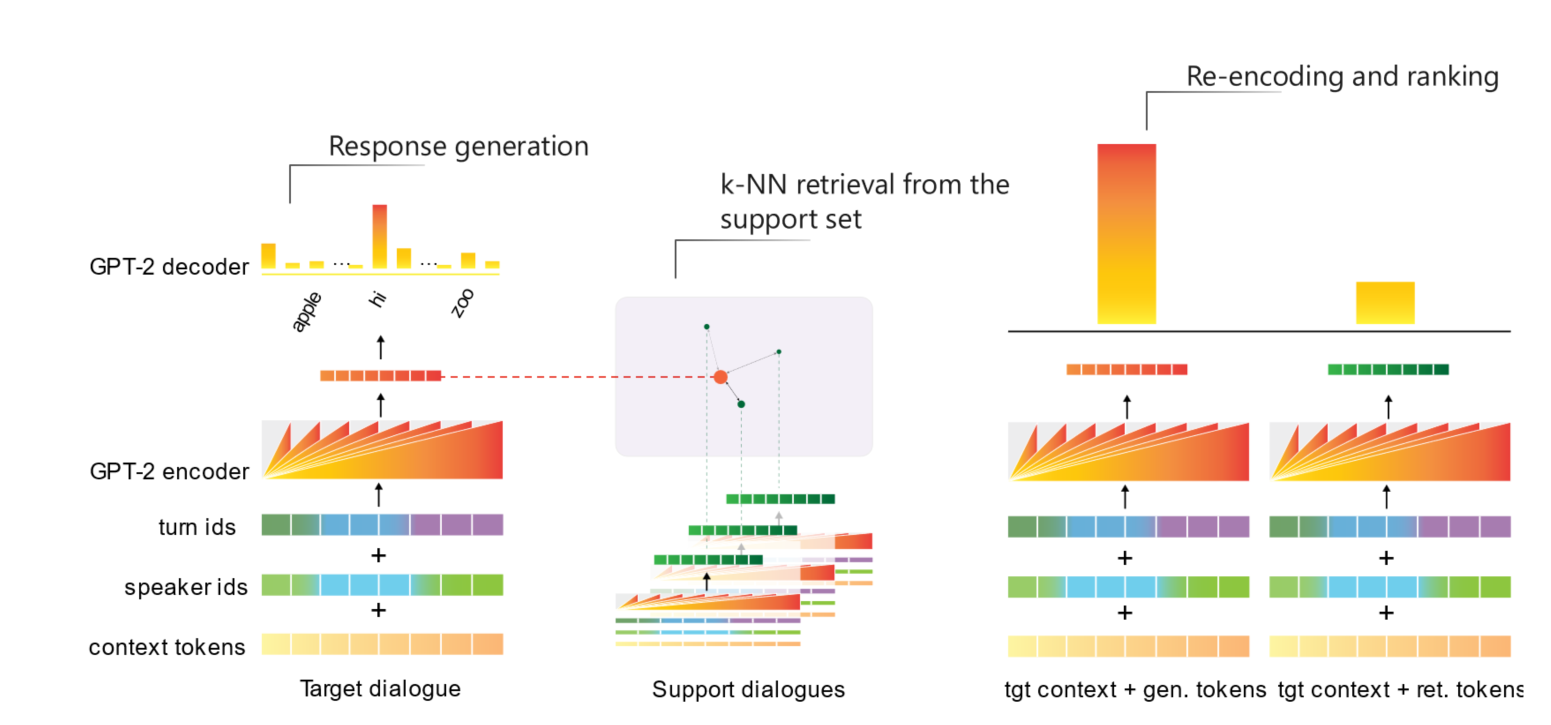 Re-encoding and ranking
Response generation
k-NN retrieval from the
support set
GPT-2 decoder
...
...
apple
hi
zoo
GPT-2 encoder
turn ids
+
+
+
speaker ids
+
+
+
context tokens
Target dialogue
Support dialogues
tgt context + gen. tokens
tgt context + ret. tokens